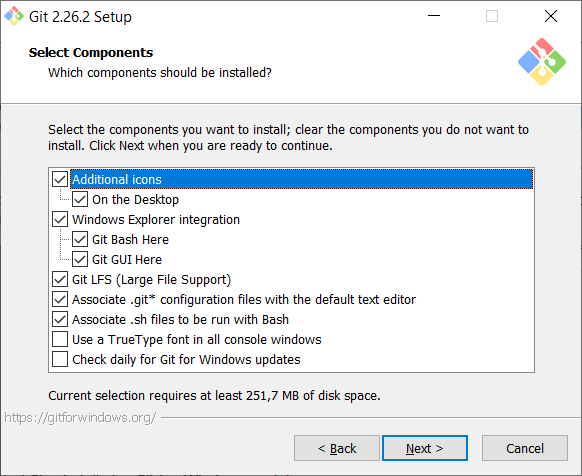 Git 2.26.2 Setup
Select Components
Which components should be installed?
Select the components you want to install; clear the components you do not want to
install. Click Next when you are ready to continue.
Additional icons
On the Desktop
Windows Explorer integration
Git Bash Here
Git GUI Here
Git LFS (Large File Support)
Associate .git* configuration files with the default text editor
Associate .sh files to be run with Bash
Use a TrueType font in all console windows
Check daily for Git for Windows updates
Current selection requires at least 251,7 MB of disk space.
https://gitforwindows.org/
< Back
Next >
Cancel